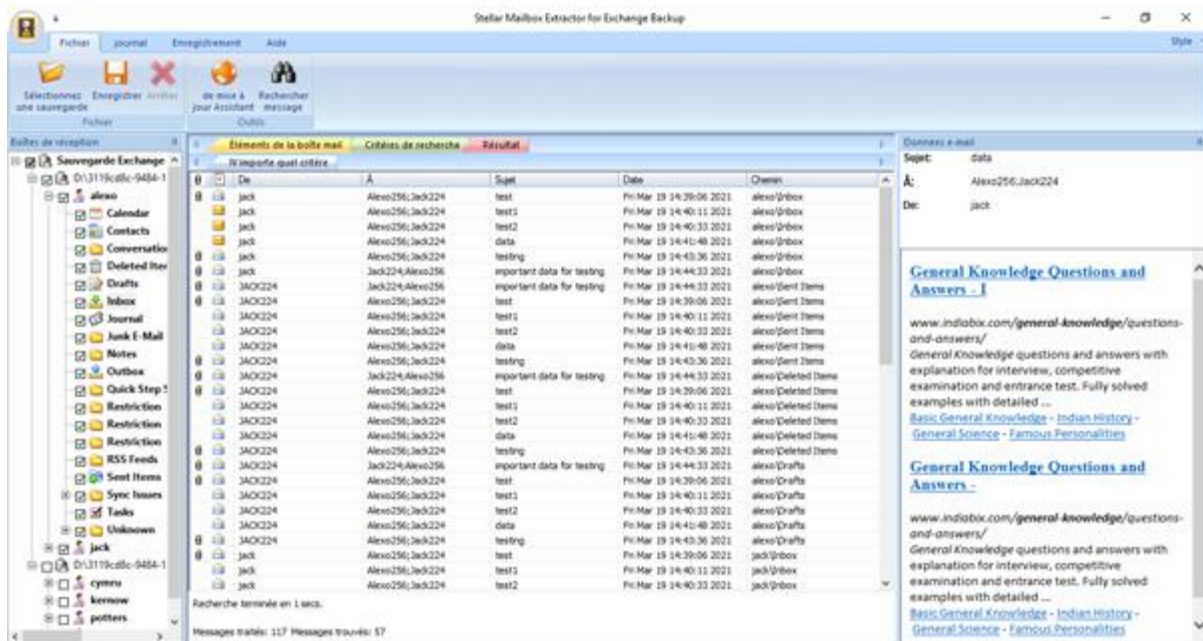 Stellar Mailbox Extractor for Exchange Backup
Fichier Journal Enregistrement Aide
Style
Sélectionnez une sauvegarde
Enregistrer
Arrêter
de mise à jour Assistant
Rechercher message
Fichier
Outils
Boîtes de réception
Sauvegarde Exchange
D:\3119cd8c-9484-1
alexo
Calendar
Contacts
Conversation
Deleted Iter
Drafts
Inbox
Journal
Junk E-Mail
Notes
Outbox
Quick Step S
Restriction
Restriction
Restriction
RSS Feeds
Sent Items
Sync Issues
Tasks
Unknown
jack
D:\3119cd8c-9484-1
cymru
kernow
potters
Éléments de la boîte mail Critères de recherche Résultat
N'importe quel critère
De À Sujet Date Chemin
jack Alexo256;Jack224 test Fri Mar 19 14:39:06 2021 alexo\Inbox
jack Alexo256;Jack224 test1 Fri Mar 19 14:40:11 2021 alexo\Inbox
jack Alexo256;Jack224 test2 Fri Mar 19 14:40:33 2021 alexo\Inbox
jack Alexo256;Jack224 data Fri Mar 19 14:41:48 2021 alexo\Inbox
jack Alexo256;Jack224 testing Fri Mar 19 14:43:36 2021 alexo\Inbox
jack Jack224;Alexo256 important data for testing Fri Mar 19 14:44:33 2021 alexo\Inbox
JACK224 Jack224;Alexo256 important data for testing Fri Mar 19 14:44:33 2021 alexo\Sent Items
JACK224 Alexo256;Jack224 test Fri Mar 19 14:39:06 2021 alexo\Sent Items
JACK224 Alexo256;Jack224 test1 Fri Mar 19 14:40:11 2021 alexo\Sent Items
JACK224 Alexo256;Jack224 test2 Fri Mar 19 14:40:33 2021 alexo\Sent Items
JACK224 Alexo256;Jack224 data Fri Mar 19 14:41:48 2021 alexo\Sent Items
JACK224 Alexo256;Jack224 testing Fri Mar 19 14:43:36 2021 alexo\Sent Items
JACK224 Jack224;Alexo256 important data for testing Fri Mar 19 14:44:33 2021 alexo\Deleted Items
JACK224 Alexo256;Jack224 test Fri Mar 19 14:39:06 2021 alexo\Deleted Items
JACK224 Alexo256;Jack224 test1 Fri Mar 19 14:40:11 2021 alexo\Deleted Items
JACK224 Alexo256;Jack224 test2 Fri Mar 19 14:40:33 2021 alexo\Deleted Items
JACK224 Alexo256;Jack224 data Fri Mar 19 14:41:48 2021 alexo\Deleted Items
JACK224 Alexo256;Jack224 testing Fri Mar 19 14:43:36 2021 alexo\Deleted Items
JACK224 Jack224;Alexo256 important data for testing Fri Mar 19 14:44:33 2021 alexo\Drafts
JACK224 Alexo256;Jack224 test Fri Mar 19 14:39:06 2021 alexo\Drafts
JACK224 Alexo256;Jack224 test1 Fri Mar 19 14:40:11 2021 alexo\Drafts
JACK224 Alexo256;Jack224 test2 Fri Mar 19 14:40:33 2021 alexo\Drafts
JACK224 Alexo256;Jack224 data Fri Mar 19 14:41:48 2021 alexo\Drafts
JACK224 Alexo256;Jack224 testing Fri Mar 19 14:43:36 2021 alexo\Drafts
jack Alexo256;Jack224 test Fri Mar 19 14:39:06 2021 jack\Inbox
jack Alexo256;Jack224 test1 Fri Mar 19 14:40:11 2021 jack\Inbox
jack Alexo256;Jack224 test2 Fri Mar 19 14:40:33 2021 jack\Inbox
Recherche terminée en 1 secs.
Messages traités: 117 Messages trouvés: 57
Données e-mail
Sujet: data
À: Alexo256;Jack224
De: jack
General Knowledge Questions and
Answers - I
www.indiabix.com/general-knowledge/questions-
and-answers/
General Knowledge questions and answers with
explanation for interview, competitive
examination and entrance test. Fully solved
examples with detailed ...
Basic General Knowledge - Indian History -
General Science - Famous Personalities
General Knowledge Questions and
Answers -
www.indiabix.com/general-knowledge/questions-
and-answers/
General Knowledge questions and answers with
explanation for interview, competitive
examination and entrance test. Fully solved
examples with detailed ...
Basic General Knowledge - Indian History -
General Science - Famous Personalities